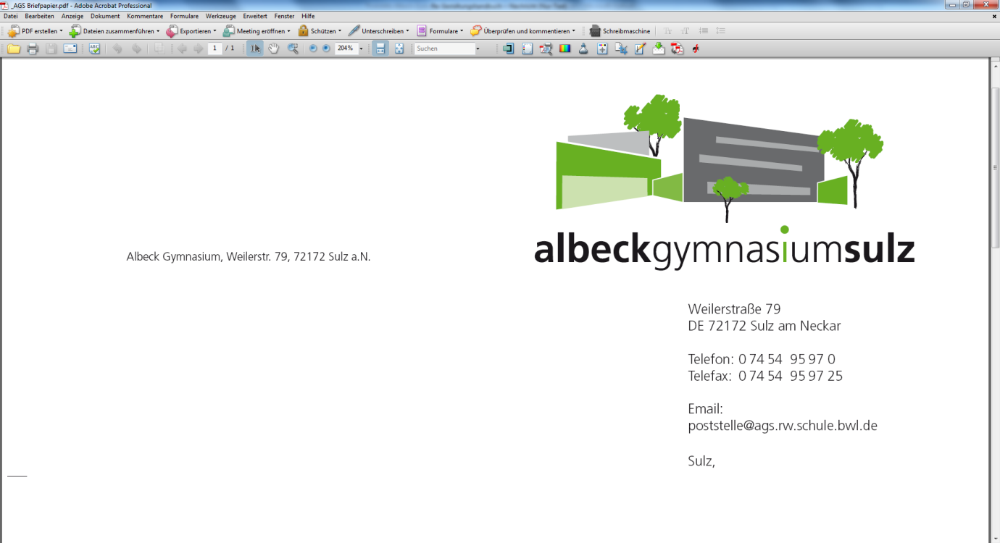 _AGS Briefpapier.pdf - Adobe Acrobat Professional
Datei Bearbeiten Anzeige Dokument Kommentare Formulare Werkzeuge Erweitert Fenster Hilfe
PDF erstellen Dateien zusammenführen Exportieren Meeting eröffnen Schützen Unterschreiben Formulare Überprüfen und kommentieren Schreibmaschine
1 / 1 204% Suchen
albeckgymnasiumsulz
Albeck Gymnasium, Weilerstr. 79, 72172 Sulz a.N.
Weilerstraße 79
DE 72172 Sulz am Neckar
Telefon: 0 74 54 95 97 0
Telefax: 0 74 54 95 97 25
Email:
poststelle@ags.rw.schule.bwl.de
Sulz,